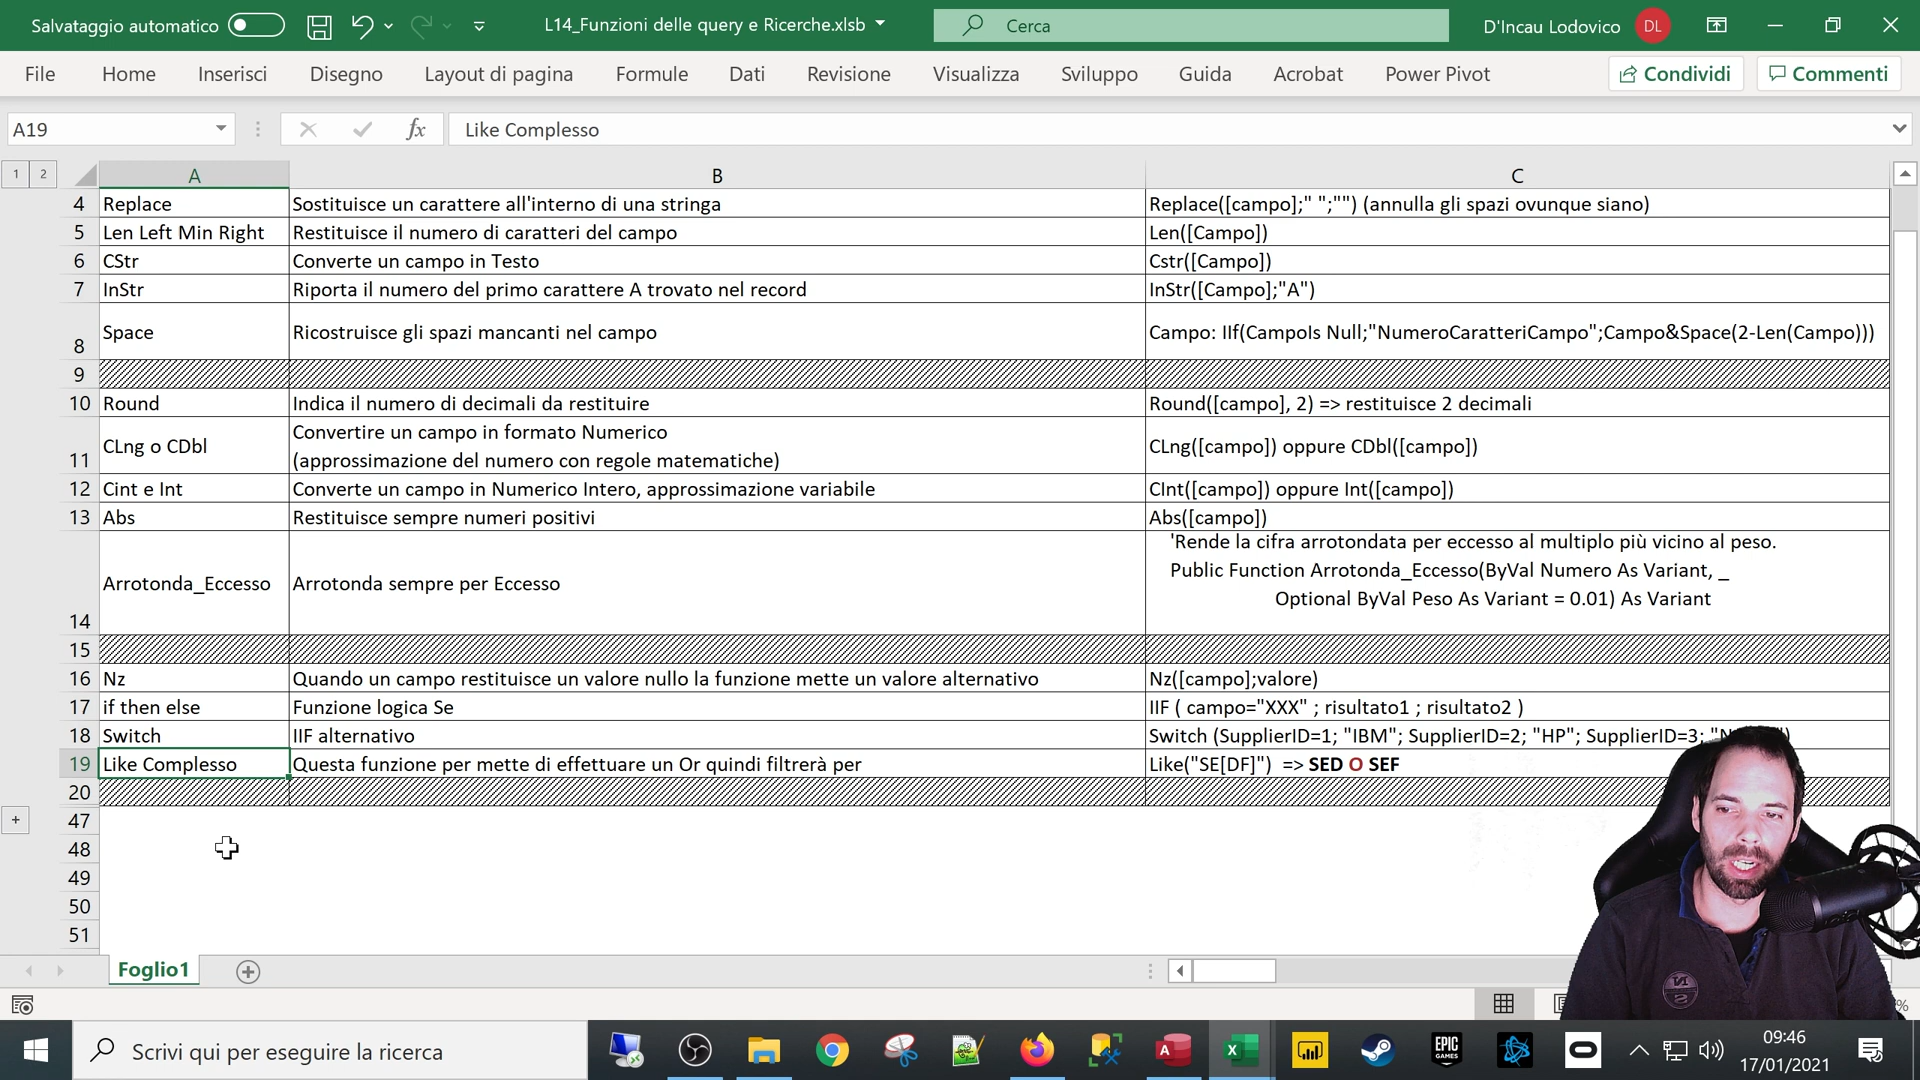 Salvataggio automatico
L14_Funzioni delle query e Ricerche.xlsb
Cerca
D'Incau Lodovico
DL
File Home Inserisci Disegno Layout di pagina Formule Dati Revisione Visualizza Sviluppo Guida Acrobat Power Pivot
Condividi
Commenti
A19
fx
Like Complesso
1 2
A B C
4 Replace Sostituisce un carattere all'interno di una stringa Replace([campo];" ";"") (annulla gli spazi ovunque siano)
5 Len Left Min Right Restituisce il numero di caratteri del campo Len([Campo])
6 CStr Converte un campo in Testo Cstr([Campo])
7 InStr Riporta il numero del primo carattere A trovato nel record InStr([Campo];"A")
8 Space Ricostruisce gli spazi mancanti nel campo Campo: IIf(CampoIs Null;"NumeroCaratteriCampo";Campo&Space(2-Len(Campo)))
9
10 Round Indica il numero di decimali da restituire Round([campo], 2) => restituisce 2 decimali
11 CLng o CDbl Convertire un campo in formato Numerico
(approssimazione del numero con regole matematiche) CLng([campo]) oppure CDbl([campo])
12 Cint e Int Converte un campo in Numerico Intero, approssimazione variabile CInt([campo]) oppure Int([campo])
13 Abs Restituisce sempre numeri positivi Abs([campo])
14 Arrotonda_Eccesso Arrotonda sempre per Eccesso
'Rende la cifra arrotondata per eccesso al multiplo più vicino al peso.
Public Function Arrotonda_Eccesso(ByVal Numero As Variant, _
Optional ByVal Peso As Variant = 0.01) As Variant
15
16 Nz Quando un campo restituisce un valore nullo la funzione mette un valore alternativo Nz([campo];valore)
17 if then else Funzione logica Se IIF ( campo="XXX" ; risultato1 ; risultato2 )
18 Switch IIF alternativo Switch (SupplierID=1; "IBM"; SupplierID=2; "HP"; SupplierID=3;
19 Like Complesso Questa funzione per mette di effettuare un Or quindi filtrerà per Like("SE[DF]") => SED O SEF
20
47
48
49
50
51
Foglio1
%
Scrivi qui per eseguire la ricerca
EPIC
GAMES
09:46
17/01/2021